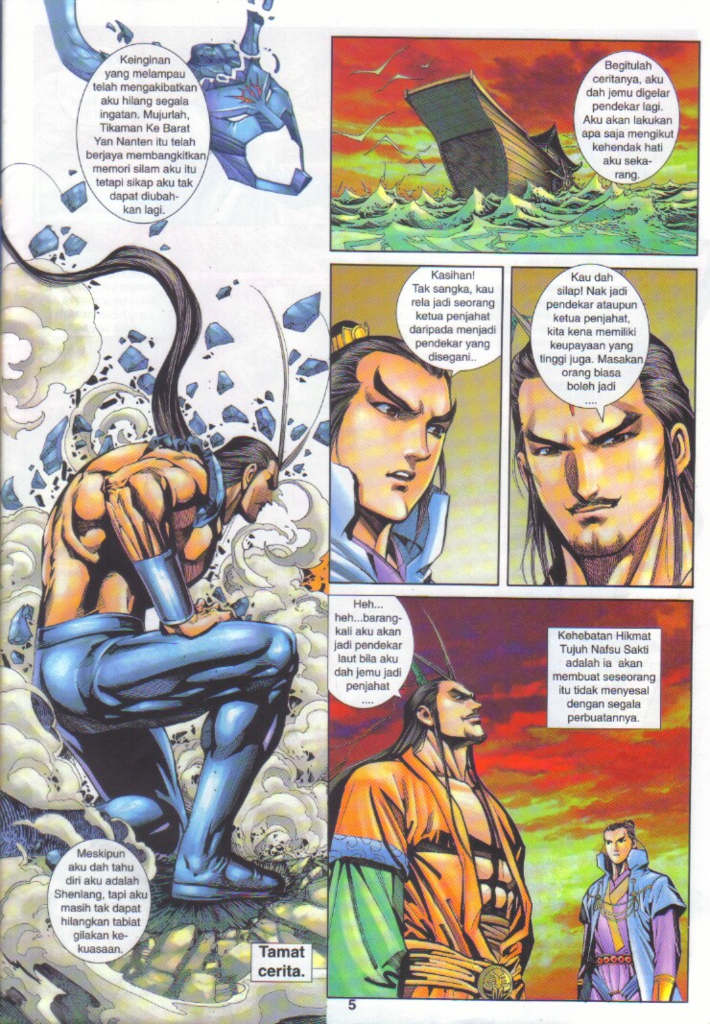 Keinginan
yang melampau
telah mengakibatkan
aku hilang segala
ingatan. Mujurlah,
Tikaman Ke Barat
Yan Nanten itu telah
berjaya membangkitkan
memori silam aku itu
tetapi sikap aku tak
dapat diubah-
kan lagi.
Meskipun
aku dah tahu
diri aku adalah
Shenlang, tapi aku
masih tak dapat
hilangkan tabiat
gilakan ke-
kuasaan.
Tamat
cerita.
Begitulah
ceritanya, aku
dah jemu digelar
pendekar lagi.
Aku akan lakukan
apa saja mengikut
kehendak hati
aku seka-
rang.
Kasihan!
Tak sangka, kau
rela jadi seorang
ketua penjahat
daripada menjadi
pendekar yang
disegani..
Kau dah
silap! Nak jadi
pendekar ataupun
ketua penjahat,
kita kena memiliki
keupayaan yang
tinggi juga. Masakan
orang biasa
boleh jadi
....
Heh...
heh...barang-
kali aku akan
jadi pendekar
laut bila aku
dah jemu jadi
penjahat
....
Kehebatan Hikmat
Tujuh Nafsu Sakti
adalah ia akan
membuat seseorang
itu tidak menyesal
dengan segala
perbuatannya.
5